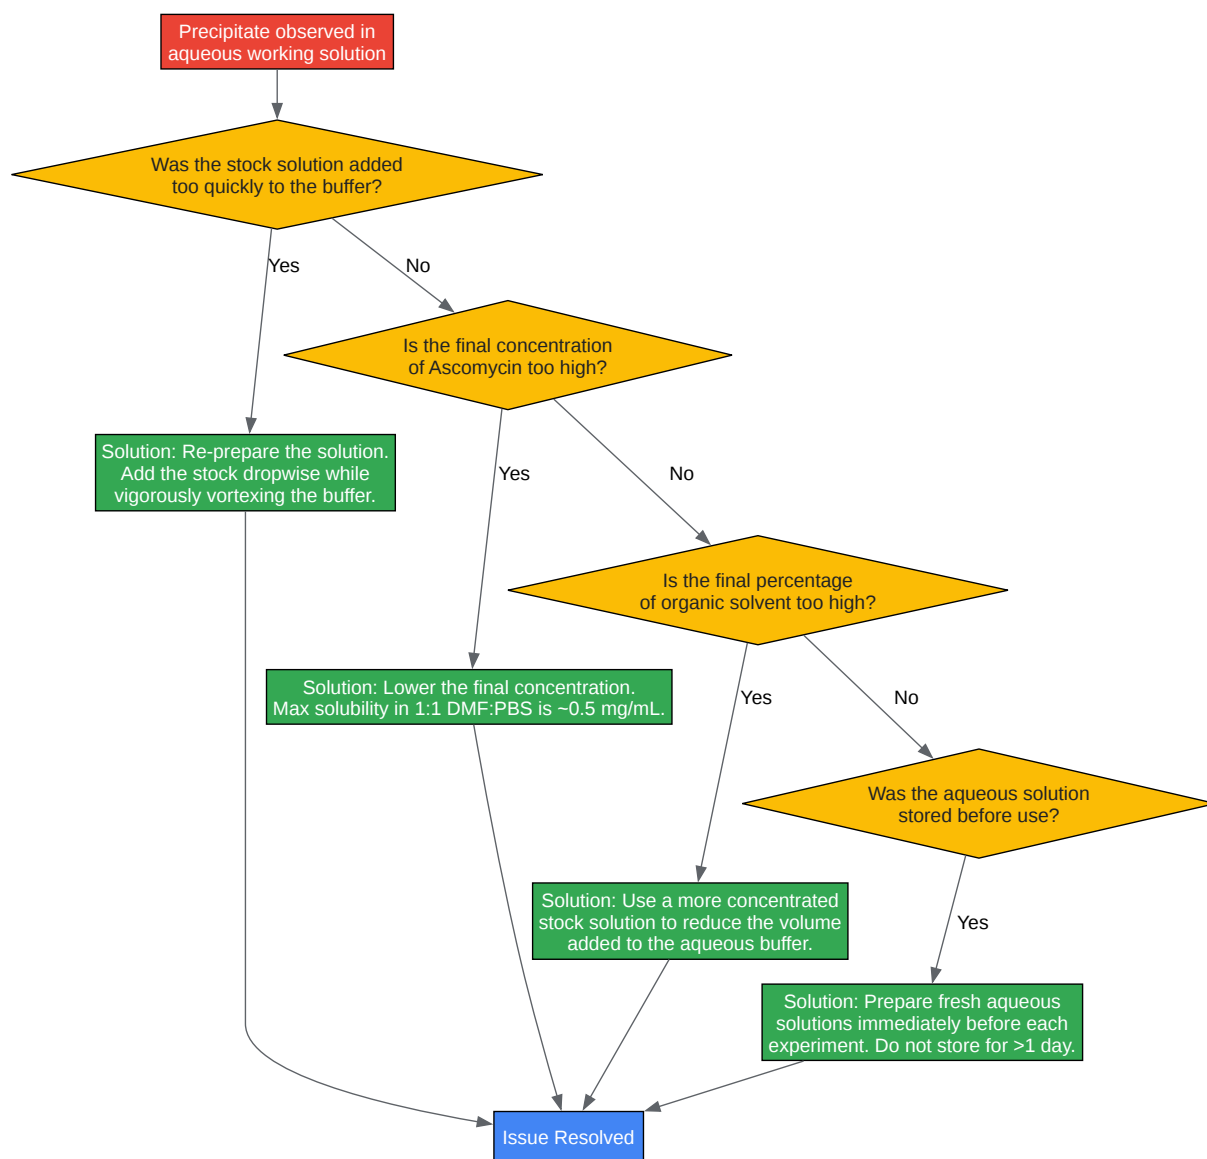 Precipitate observed in
aqueous working solution
Was the stock solution added
too quickly to the buffer?
Yes
No
Is the final concentration
of Ascomycin too high?
Solution: Re-prepare the solution.
Add the stock dropwise while
vigorously vortexing the buffer.
Yes
No
Is the final percentage
of organic solvent too high?
Solution: Lower the final concentration.
Max solubility in 1:1 DMF:PBS is ~0.5 mg/mL.
Yes
No
Was the aqueous solution
stored before use?
Solution: Use a more concentrated
stock solution to reduce the volume
added to the aqueous buffer.
Yes
Solution: Prepare fresh aqueous
solutions immediately before each
experiment. Do not store for >1 day.
Issue Resolved